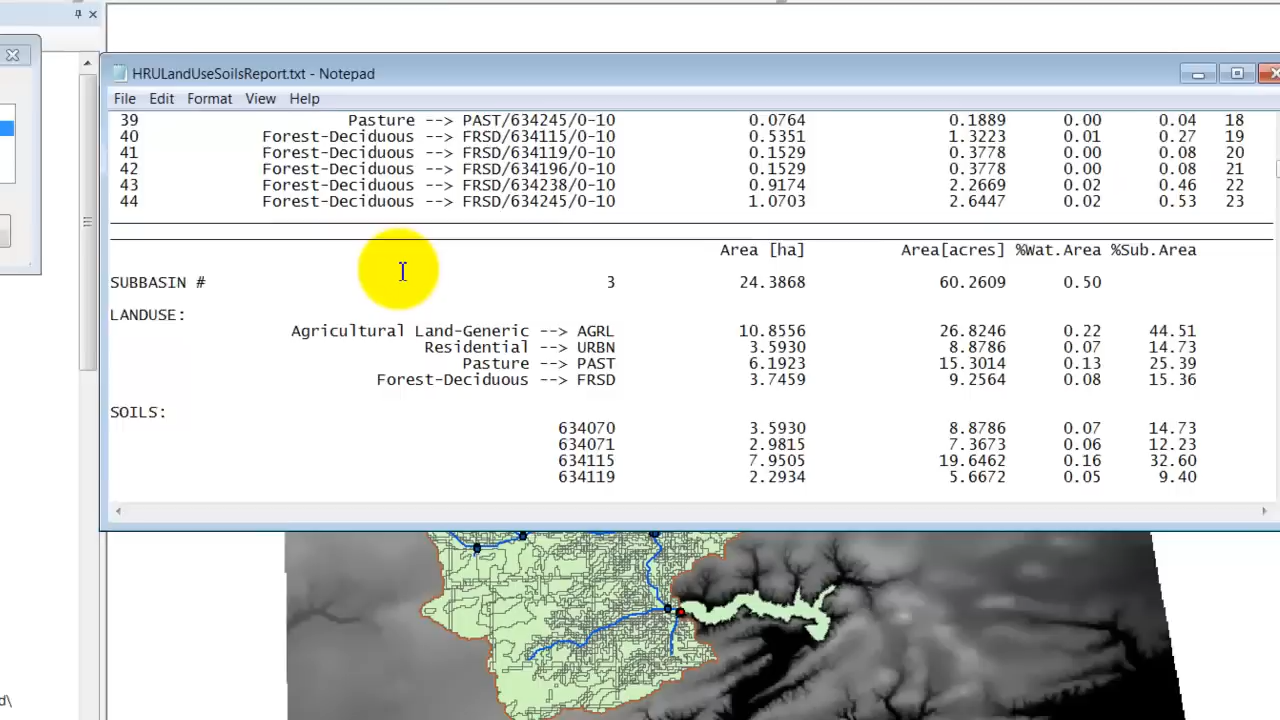 HRULandUseSoilsReport.txt - Notepad
File Edit Format View Help
39 Pasture --> PAST/634245/0-10 0.0764 0.1889 0.00 0.04 18
40 Forest-Deciduous --> FRSD/634115/0-10 0.5351 1.3223 0.01 0.27 19
41 Forest-Deciduous --> FRSD/634119/0-10 0.1529 0.3778 0.00 0.08 20
42 Forest-Deciduous --> FRSD/634196/0-10 0.1529 0.3778 0.00 0.08 21
43 Forest-Deciduous --> FRSD/634238/0-10 0.9174 2.2669 0.02 0.46 22
44 Forest-Deciduous --> FRSD/634245/0-10 1.0703 2.6447 0.02 0.53 23
Area [ha] Area[acres] %Wat.Area %Sub.Area
SUBBASIN # 3 24.3868 60.2609 0.50
LANDUSE:
Agricultural Land-Generic --> AGRL 10.8556 26.8246 0.22 44.51
Residential --> URBN 3.5930 8.8786 0.07 14.73
Pasture --> PAST 6.1923 15.3014 0.13 25.39
Forest-Deciduous --> FRSD 3.7459 9.2564 0.08 15.36
SOILS:
634070 3.5930 8.8786 0.07 14.73
634071 2.9815 7.3673 0.06 12.23
634115 7.9505 19.6462 0.16 32.60
634119 2.2934 5.6672 0.05 9.40
d\